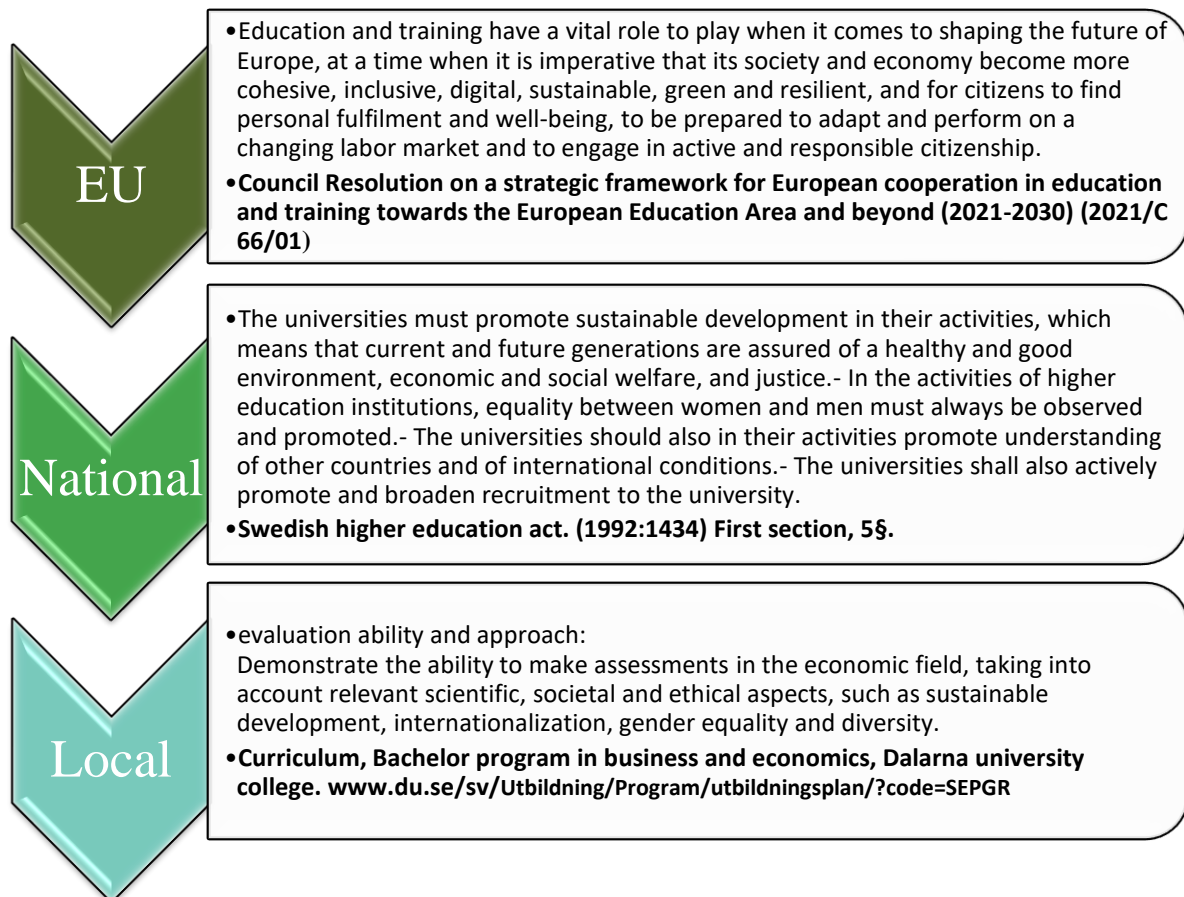 EU
•Education and training have a vital role to play when it comes to shaping the future of
Europe, at a time when it is imperative that its society and economy become more
cohesive, inclusive, digital, sustainable, green and resilient, and for citizens to find
personal fulfilment and well-being, to be prepared to adapt and perform on a
changing labor market and to engage in active and responsible citizenship.
•Council Resolution on a strategic framework for European cooperation in education
and training towards the European Education Area and beyond (2021-2030) (2021/C
66/01)
National
•The universities must promote sustainable development in their activities, which
means that current and future generations are assured of a healthy and good
environment, economic and social welfare, and justice.- In the activities of higher
education institutions, equality between women and men must always be observed
and promoted.- The universities should also in their activities promote understanding
of other countries and of international conditions.- The universities shall also actively
promote and broaden recruitment to the university.
•Swedish higher education act. (1992:1434) First section, 5§.
Local
•evaluation ability and approach:
Demonstrate the ability to make assessments in the economic field, taking into
account relevant scientific, societal and ethical aspects, such as sustainable
development, internationalization, gender equality and diversity.
•Curriculum, Bachelor program in business and economics, Dalarna university
college. www.du.se/sv/Utbildning/Program/utbildningsplan/?code=SEPGR